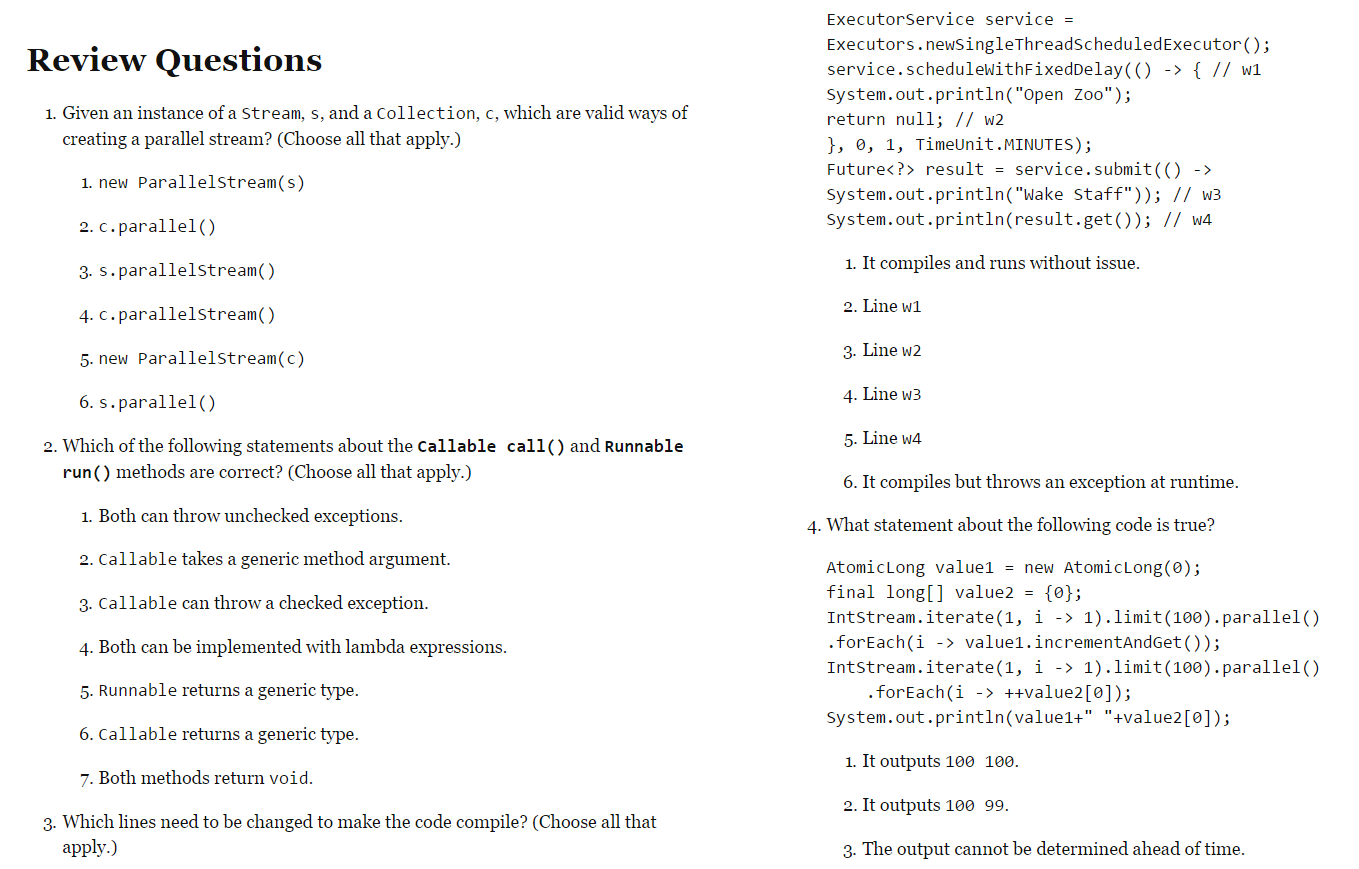 Review Questions
1. Given an instance of a Stream, s, and a Collection, c, which are valid ways of
creating a parallel stream? (Choose all that apply.)
1. new ParallelStream(s)
2. c.parallel()
3. s.parallelStream()
4. c.parallelStream()
5. new ParallelStream(c)
6. s.parallel()
2. Which of the following statements about the Callable call() and Runnable
run() methods are correct? (Choose all that apply.)
1. Both can throw unchecked exceptions.
2. Callable takes a generic method argument.
3. Callable can throw a checked exception.
4. Both can be implemented with lambda expressions.
5. Runnable returns a generic type.
6. Callable returns a generic type.
7. Both methods return void.
3. Which lines need to be changed to make the code compile? (Choose all that
apply.)
ExecutorService service =
Executors.newSingleThreadScheduledExecutor();
service.scheduleWithFixedDelay(() -> { // w1
System.out.println("Open Zoo");
return null; // w2
}, 0, 1, TimeUnit.MINUTES);
Future<?> result = service.submit(() ->
System.out.println("Wake Staff")); // w3
System.out.println(result.get()); // w4
1. It compiles and runs without issue.
2. Line w1
3. Line w2
4. Line w3
5. Line w4
6. It compiles but throws an exception at runtime.
4. What statement about the following code is true?
AtomicLong value1 = new AtomicLong(0);
final long[] value2 = {0};
IntStream.iterate(1, i -> 1).limit(100).parallel()
.forEach(i -> value1.incrementAndGet());
IntStream.iterate(1, i -> 1).limit(100).parallel()
.forEach(i -> ++value2[0]);
System.out.println(value1+" "+value2[0]);
1. It outputs 100 100.
2. It outputs 100 99.
3. The output cannot be determined ahead of time.